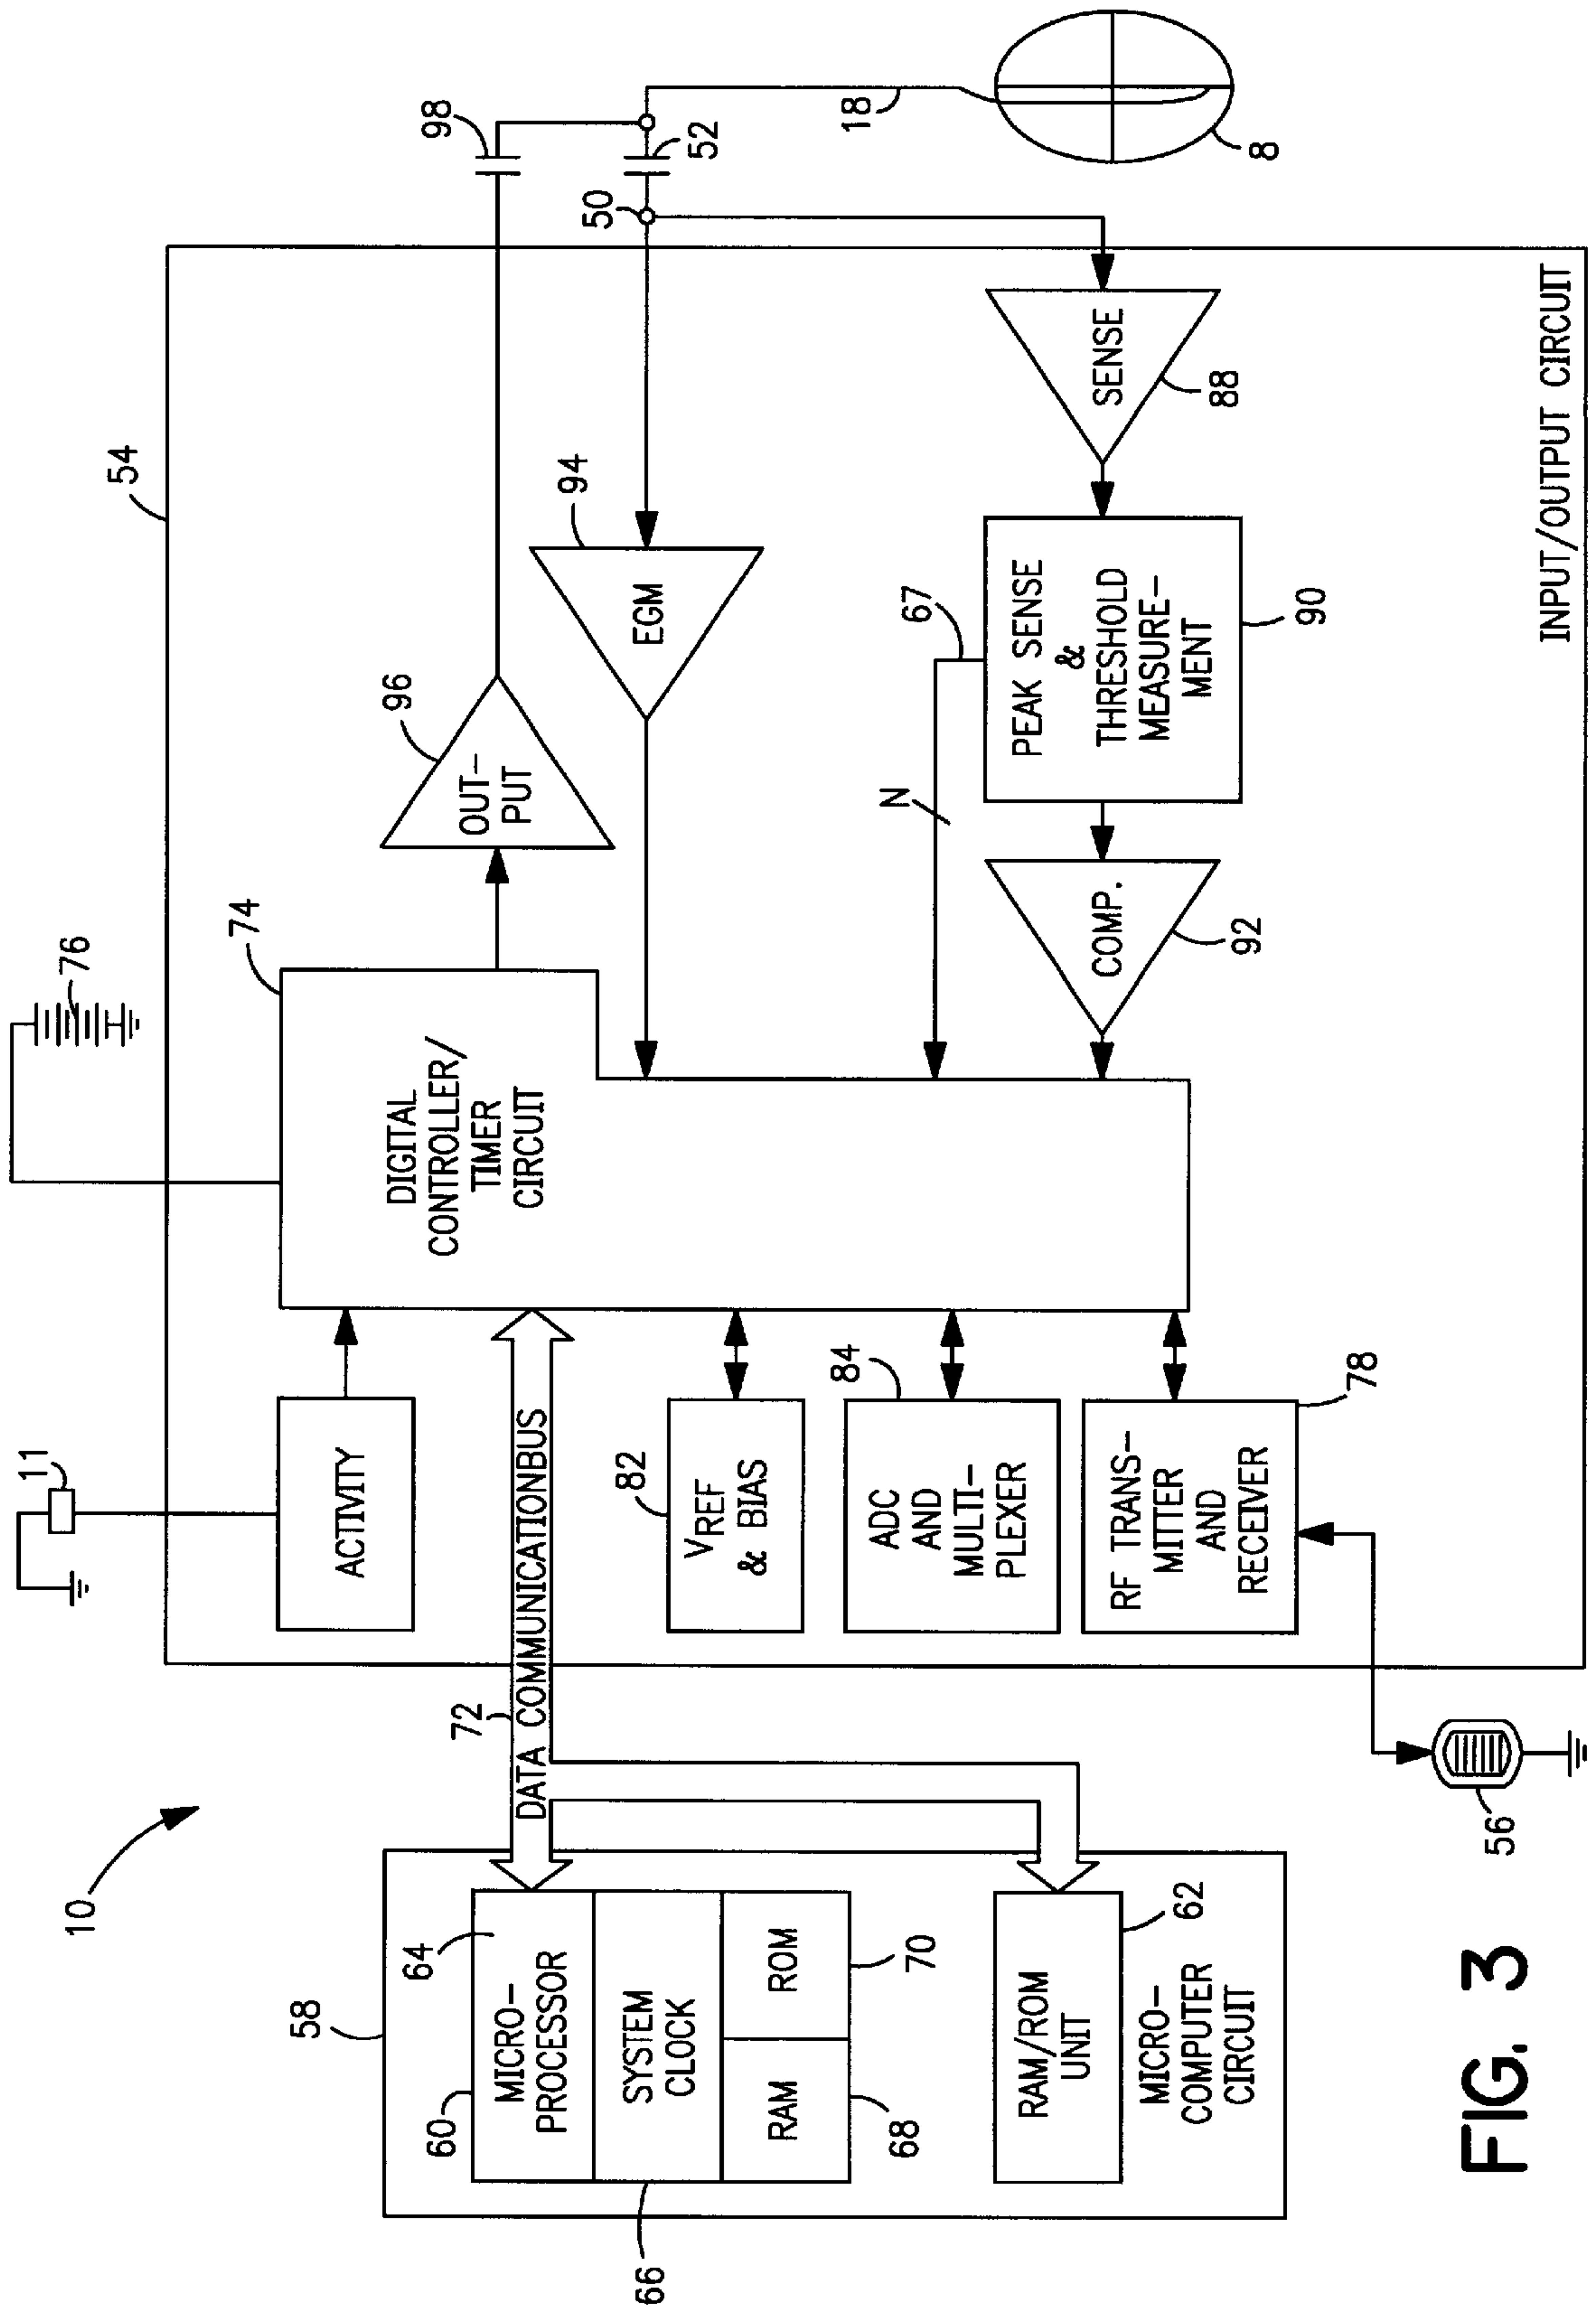 10
58
60
64
MICRO-
PROCESSOR
SYSTEM
CLOCK
66
RAM
ROM
68
70
RAM/ROM
UNIT
62
MICRO-
COMPUTER
CIRCUIT
72
DATA COMMUNICATIONBUS
56
11
ACTIVITY
82
VREF
& BIAS
84
ADC
AND
MULTI-
PLEXER
RF TRANS-
MITTER
AND
RECEIVER
78
76
74
DIGITAL
CONTROLLER/
TIMER
CIRCUIT
54
96
OUT-
PUT
94
EGM
67
N
COMP.
92
PEAK SENSE
&
THRESHOLD
MEASURE-
MENT
90
SENSE
88
98
50
52
18
8
INPUT/OUTPUT CIRCUIT
FIG. 3